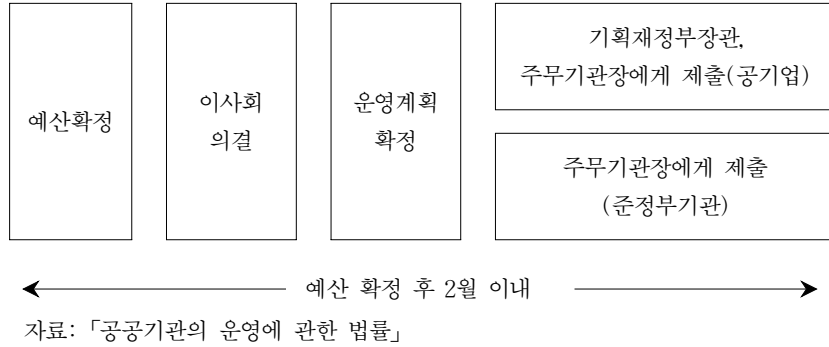 예산확정
이사회
의결
운영계획
확정
기획재정부장관,
주무기관장에게 제출(공기업)
주무기관장에게 제출
(준정부기관)
예산 확정 후 2월 이내
자료: 「공공기관의 운영에 관한 법률」